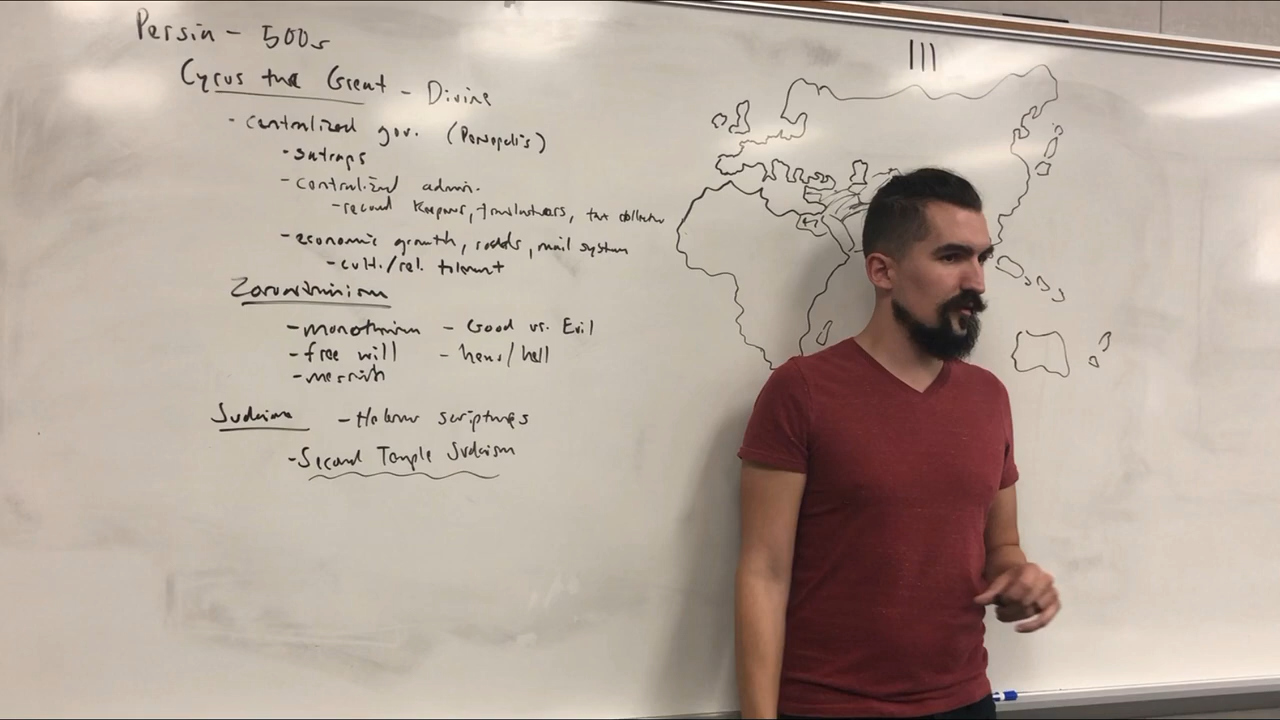 Persia - 500s
Cyrus the Great - Divine
- centralized gov. (Persepolis)
- satraps
- centralized admin.
- record keepers, translators, tax collector
- economic growth, roads, mail system
- cult./rel. tolerant
Zoroastrianism
- monotheism - Good vs. Evil
- free will - heav/hell
- messiah
Judaism - Hebrew scriptures
- Second Temple Judaism
III